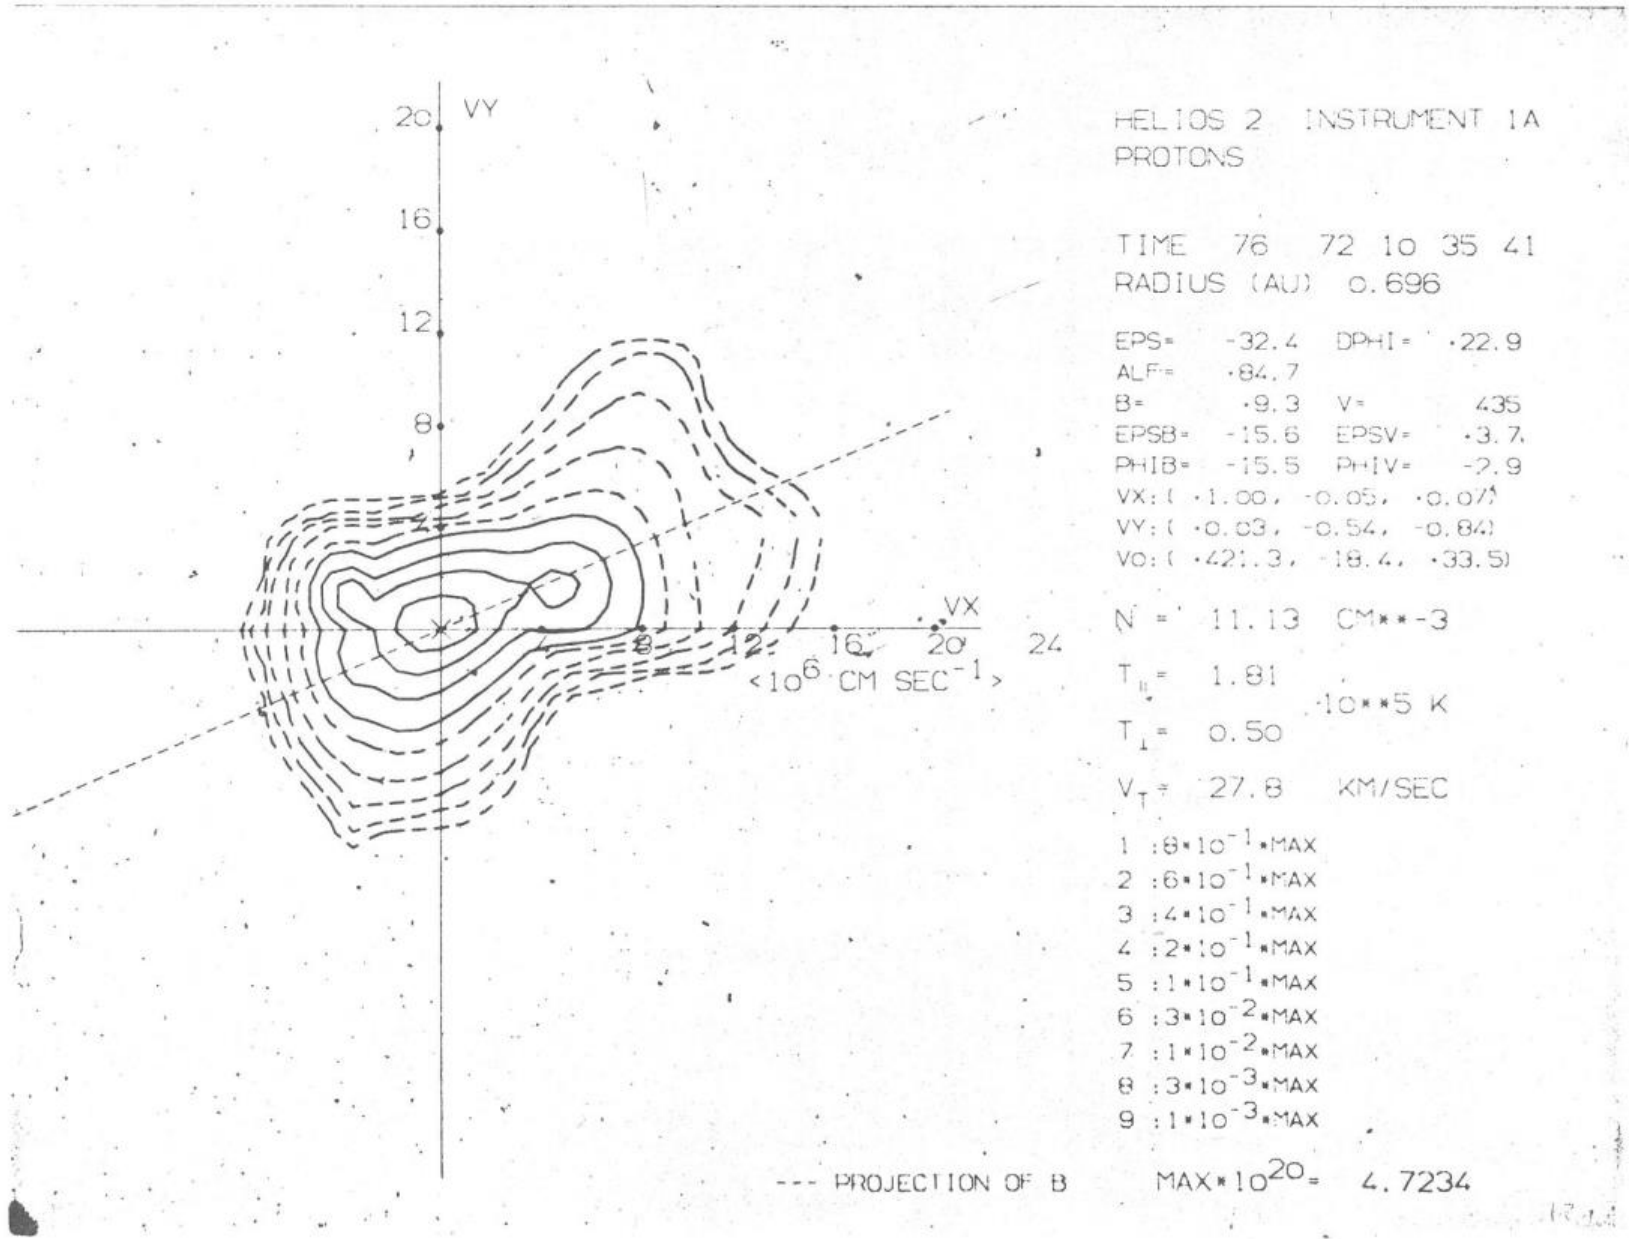 20 VY
16
12
8
4
VX
8 12 16 20 24
<10⁶ CM SEC⁻¹>
HELIOS 2 INSTRUMENT 1A
PROTONS
TIME 76 72 10 35 41
RADIUS (AU) 0.696
EPS= -32.4 DPHI= ·22.9
ALF= ·84.7
B= ·9.3 V= 435
EPSB= -15.6 EPSV= ·3.7
PHIB= -15.5 PHIV= -2.9
VX:( ·1.00, -0.05, ·0.07)
VY:( ·0.03, -0.54, -0.84)
VO:( ·421.3, -18.4, ·33.5)
N = 11.13 CM**-3
T∥= 1.81
·10**5 K
T⊥= 0.50
V_T= 27.8 KM/SEC
1 :8*10⁻¹*MAX
2 :6*10⁻¹*MAX
3 :4*10⁻¹*MAX
4 :2*10⁻¹*MAX
5 :1*10⁻¹*MAX
6 :3*10⁻²*MAX
7 :1*10⁻²*MAX
8 :3*10⁻³*MAX
9 :1*10⁻³*MAX
--- PROJECTION OF B MAX*10²⁰= 4.7234